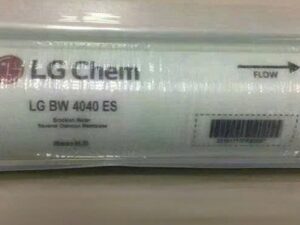 LG Chem
FLOW
LG BW 4040 ES
Brackish Water
Reverse Osmosis Membrane